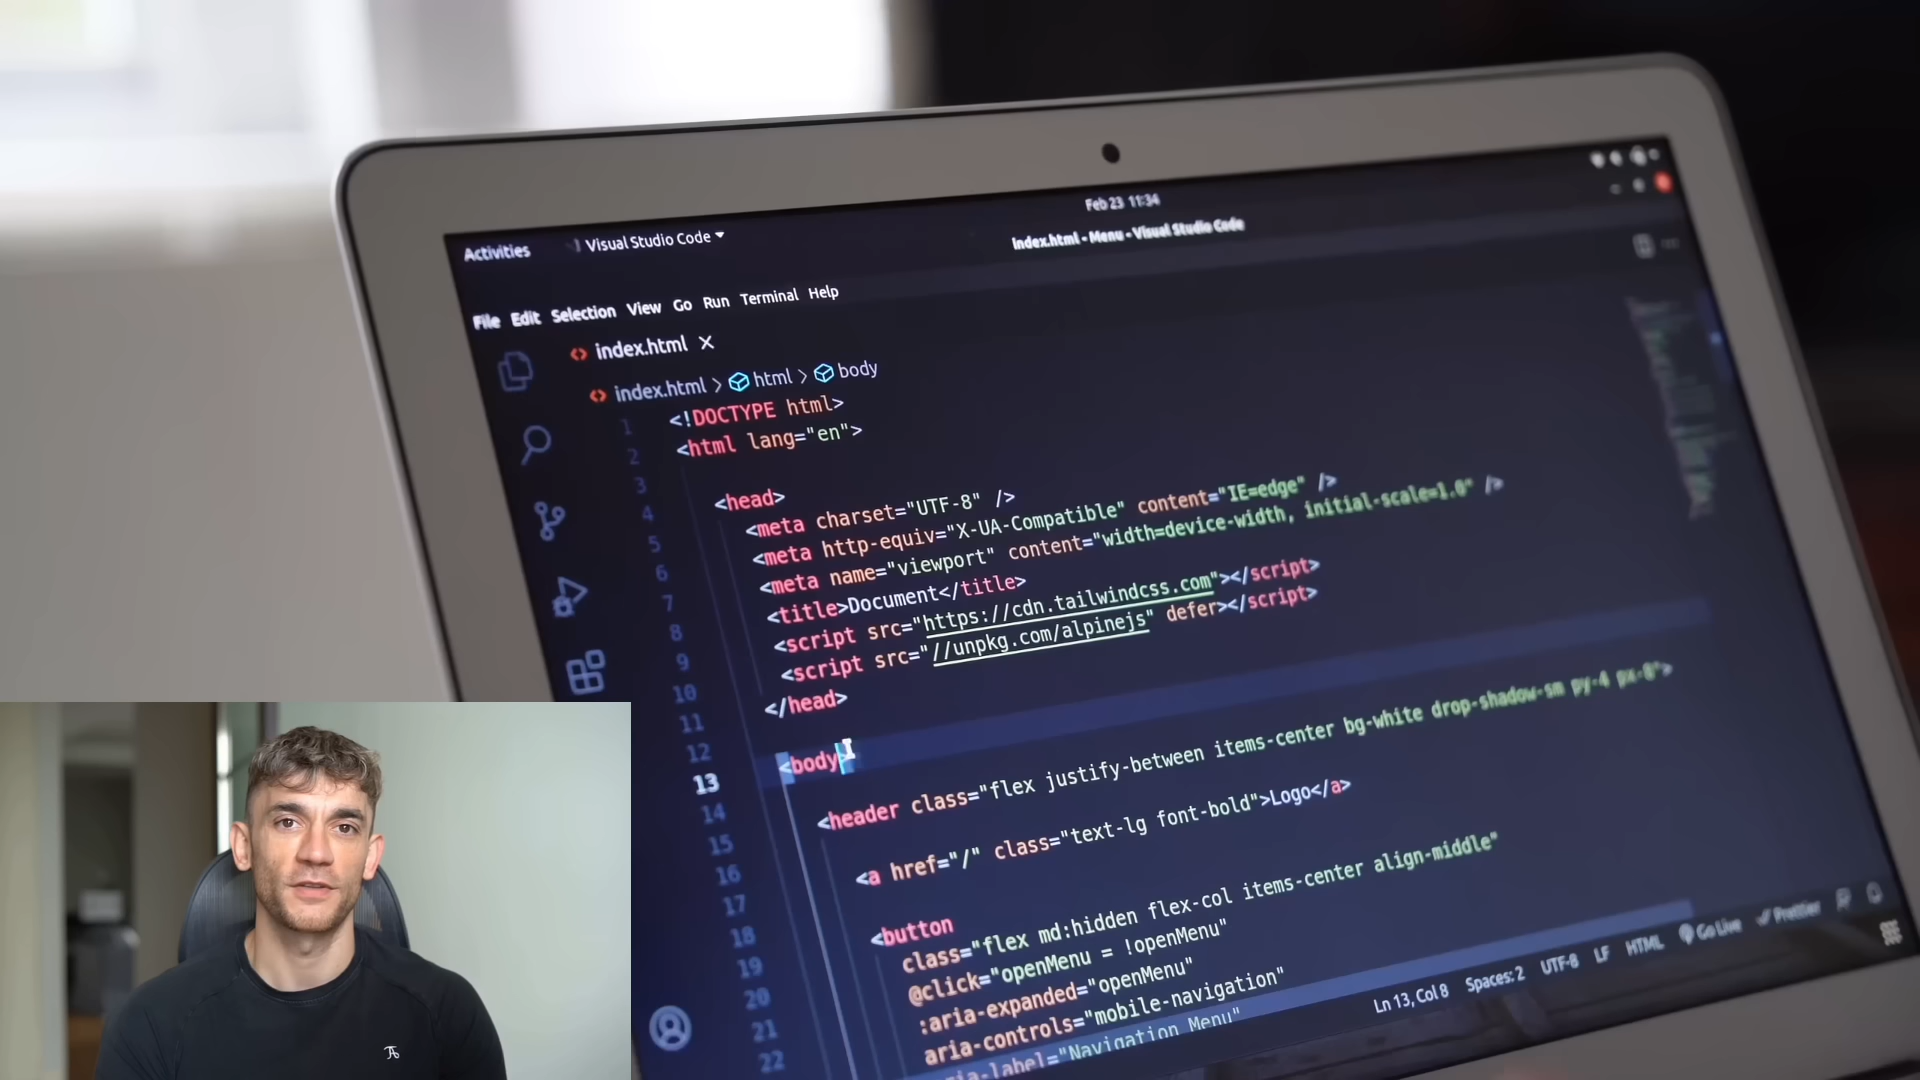 Feb 23 11:34
Activities
Visual Studio Code
index.html - Menu - Visual Studio Code
File Edit Selection View Go Run Terminal Help
index.html
index.html > html > body
1 <!DOCTYPE html>
2 <html lang="en">
3
4 <head>
5 <meta charset="UTF-8" />
6 <meta http-equiv="X-UA-Compatible" content="IE=edge" />
7 <meta name="viewport" content="width=device-width, initial-scale=1.0" />
8 <title>Document</title>
9 <script src="https://cdn.tailwindcss.com"></script>
10 <script src="//unpkg.com/alpinejs" defer></script>
11 </head>
12
13 <body>
14 <header class="flex justify-between items-center bg-white drop-shadow-sm py-4 px-8">
15
16 <a href="/" class="text-lg font-bold">Logo</a>
17
18 <button
19 class="flex md:hidden flex-col items-center align-middle"
20 @click="openMenu = !openMenu"
21 :aria-expanded="openMenu"
22 aria-controls="mobile-navigation"
aria-label="Navigation Menu"
Ln 13, Col 8 Spaces: 2 UTF-8 LF HTML Go Live Prettier